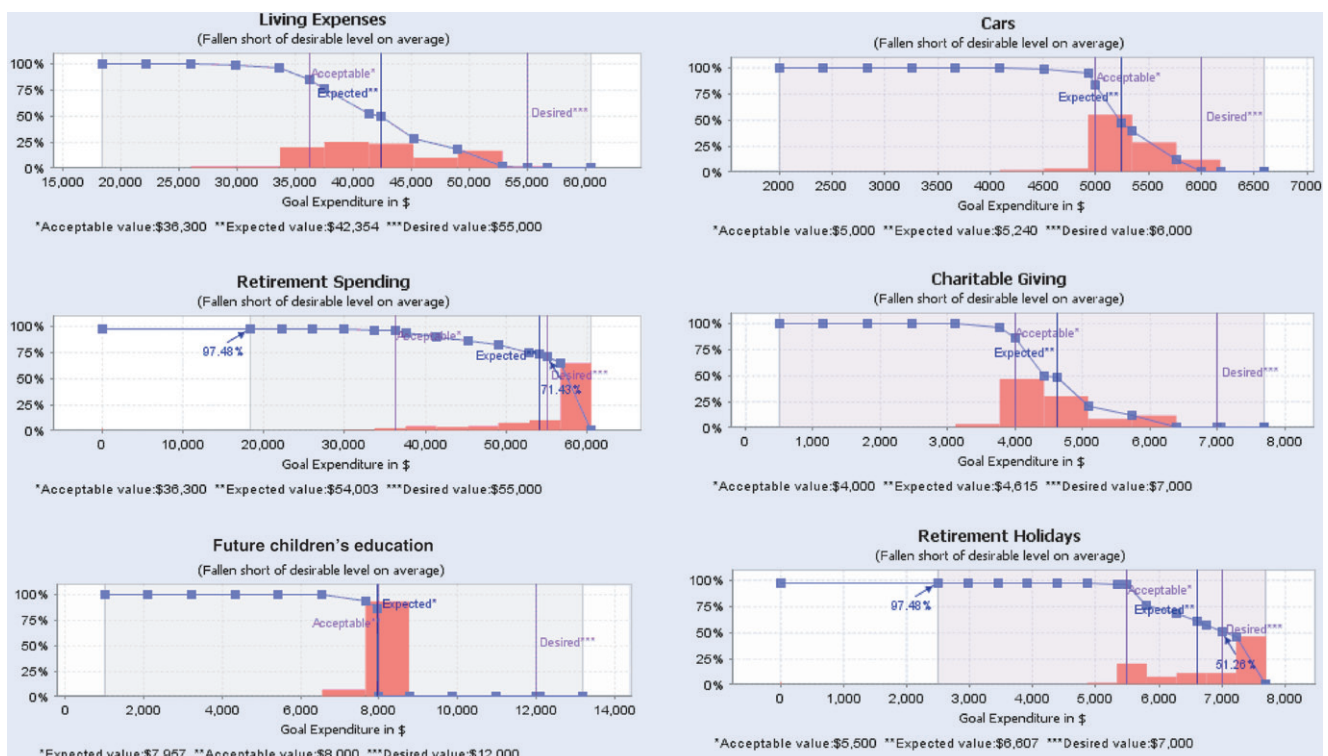 Living Expenses
(Fallen short of desirable level on average)
100%
75%
50%
25%
0%
Acceptable*
Expected**
Desired***
15,000 20,000 25,000 30,000 35,000 40,000 45,000 50,000 55,000 60,000
Goal Expenditure in $
*Acceptable value:$36,300 **Expected value:$42,354 ***Desired value:$55,000
Cars
(Fallen short of desirable level on average)
100%
75%
50%
25%
0%
Acceptable*
Expected**
Desired***
2000 2500 3000 3500 4000 4500 5000 5500 6000 6500 7000
Goal Expenditure in $
*Acceptable value:$5,000 **Expected value:$5,240 ***Desired value:$6,000
Retirement Spending
(Fallen short of desirable level on average)
100%
75%
50%
25%
0%
97.48%
Acceptable*
Expected*
Desired***
71.43%
0 10,000 20,000 30,000 40,000 50,000 60,000
Goal Expenditure in $
*Acceptable value:$36,300 **Expected value:$54,003 ***Desired value:$55,000
Charitable Giving
(Fallen short of desirable level on average)
100%
75%
50%
25%
0%
Acceptable*
Expected**
Desired***
0 1,000 2,000 3,000 4,000 5,000 6,000 7,000 8,000
Goal Expenditure in $
*Acceptable value:$4,000 **Expected value:$4,615 ***Desired value:$7,000
Future children's education
(Fallen short of desirable level on average)
100%
75%
50%
25%
0%
Expected*
Acceptable*
Desired***
0 2,000 4,000 6,000 8,000 10,000 12,000 14,000
Goal Expenditure in $
*Expected value:$7,957 **Acceptable value:$8,000 ***Desired value:$12,000
Retirement Holidays
(Fallen short of desirable level on average)
100%
75%
50%
25%
0%
97.48%
Acceptable*
Expected**
Desired***
51.26%
0 1,000 2,000 3,000 4,000 5,000 6,000 7,000 8,000
Goal Expenditure in $
*Acceptable value:$5,500 **Expected value:$6,607 ***Desired value:$7,000